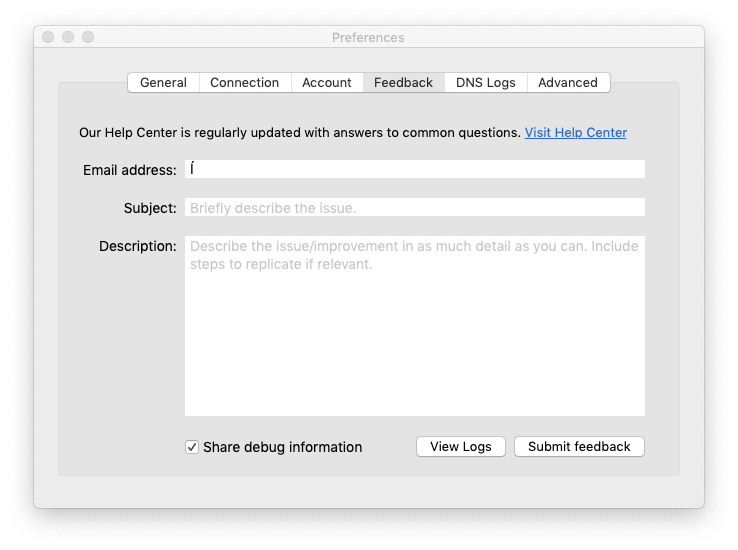 Preferences
General Connection Account Feedback DNS Logs Advanced
Our Help Center is regularly updated with answers to common questions. Visit Help Center
Email address: Í
Subject: Briefly describe the issue.
Description: Describe the issue/improvement in as much detail as you can. Include
steps to replicate if relevant.
Share debug information View Logs Submit feedback